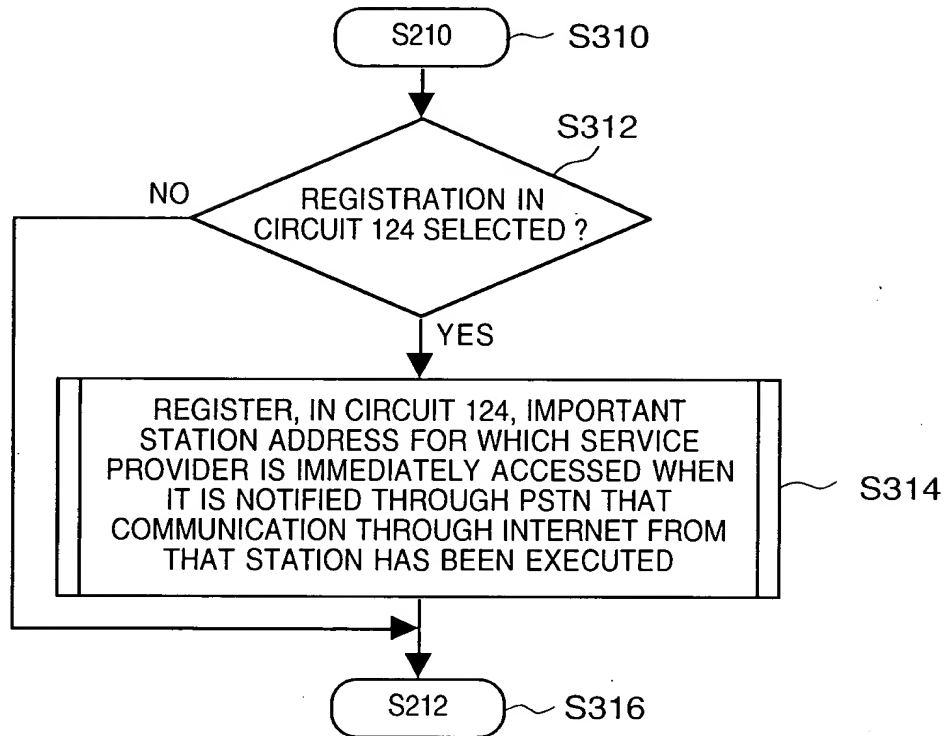 S210
S310
S312
NO
REGISTRATION IN
CIRCUIT 124 SELECTED ?
YES
REGISTER, IN CIRCUIT 124, IMPORTANT
STATION ADDRESS FOR WHICH SERVICE
PROVIDER IS IMMEDIATELY ACCESSED WHEN
IT IS NOTIFIED THROUGH PSTN THAT
COMMUNICATION THROUGH INTERNET FROM
THAT STATION HAS BEEN EXECUTED
S314
S212
S316